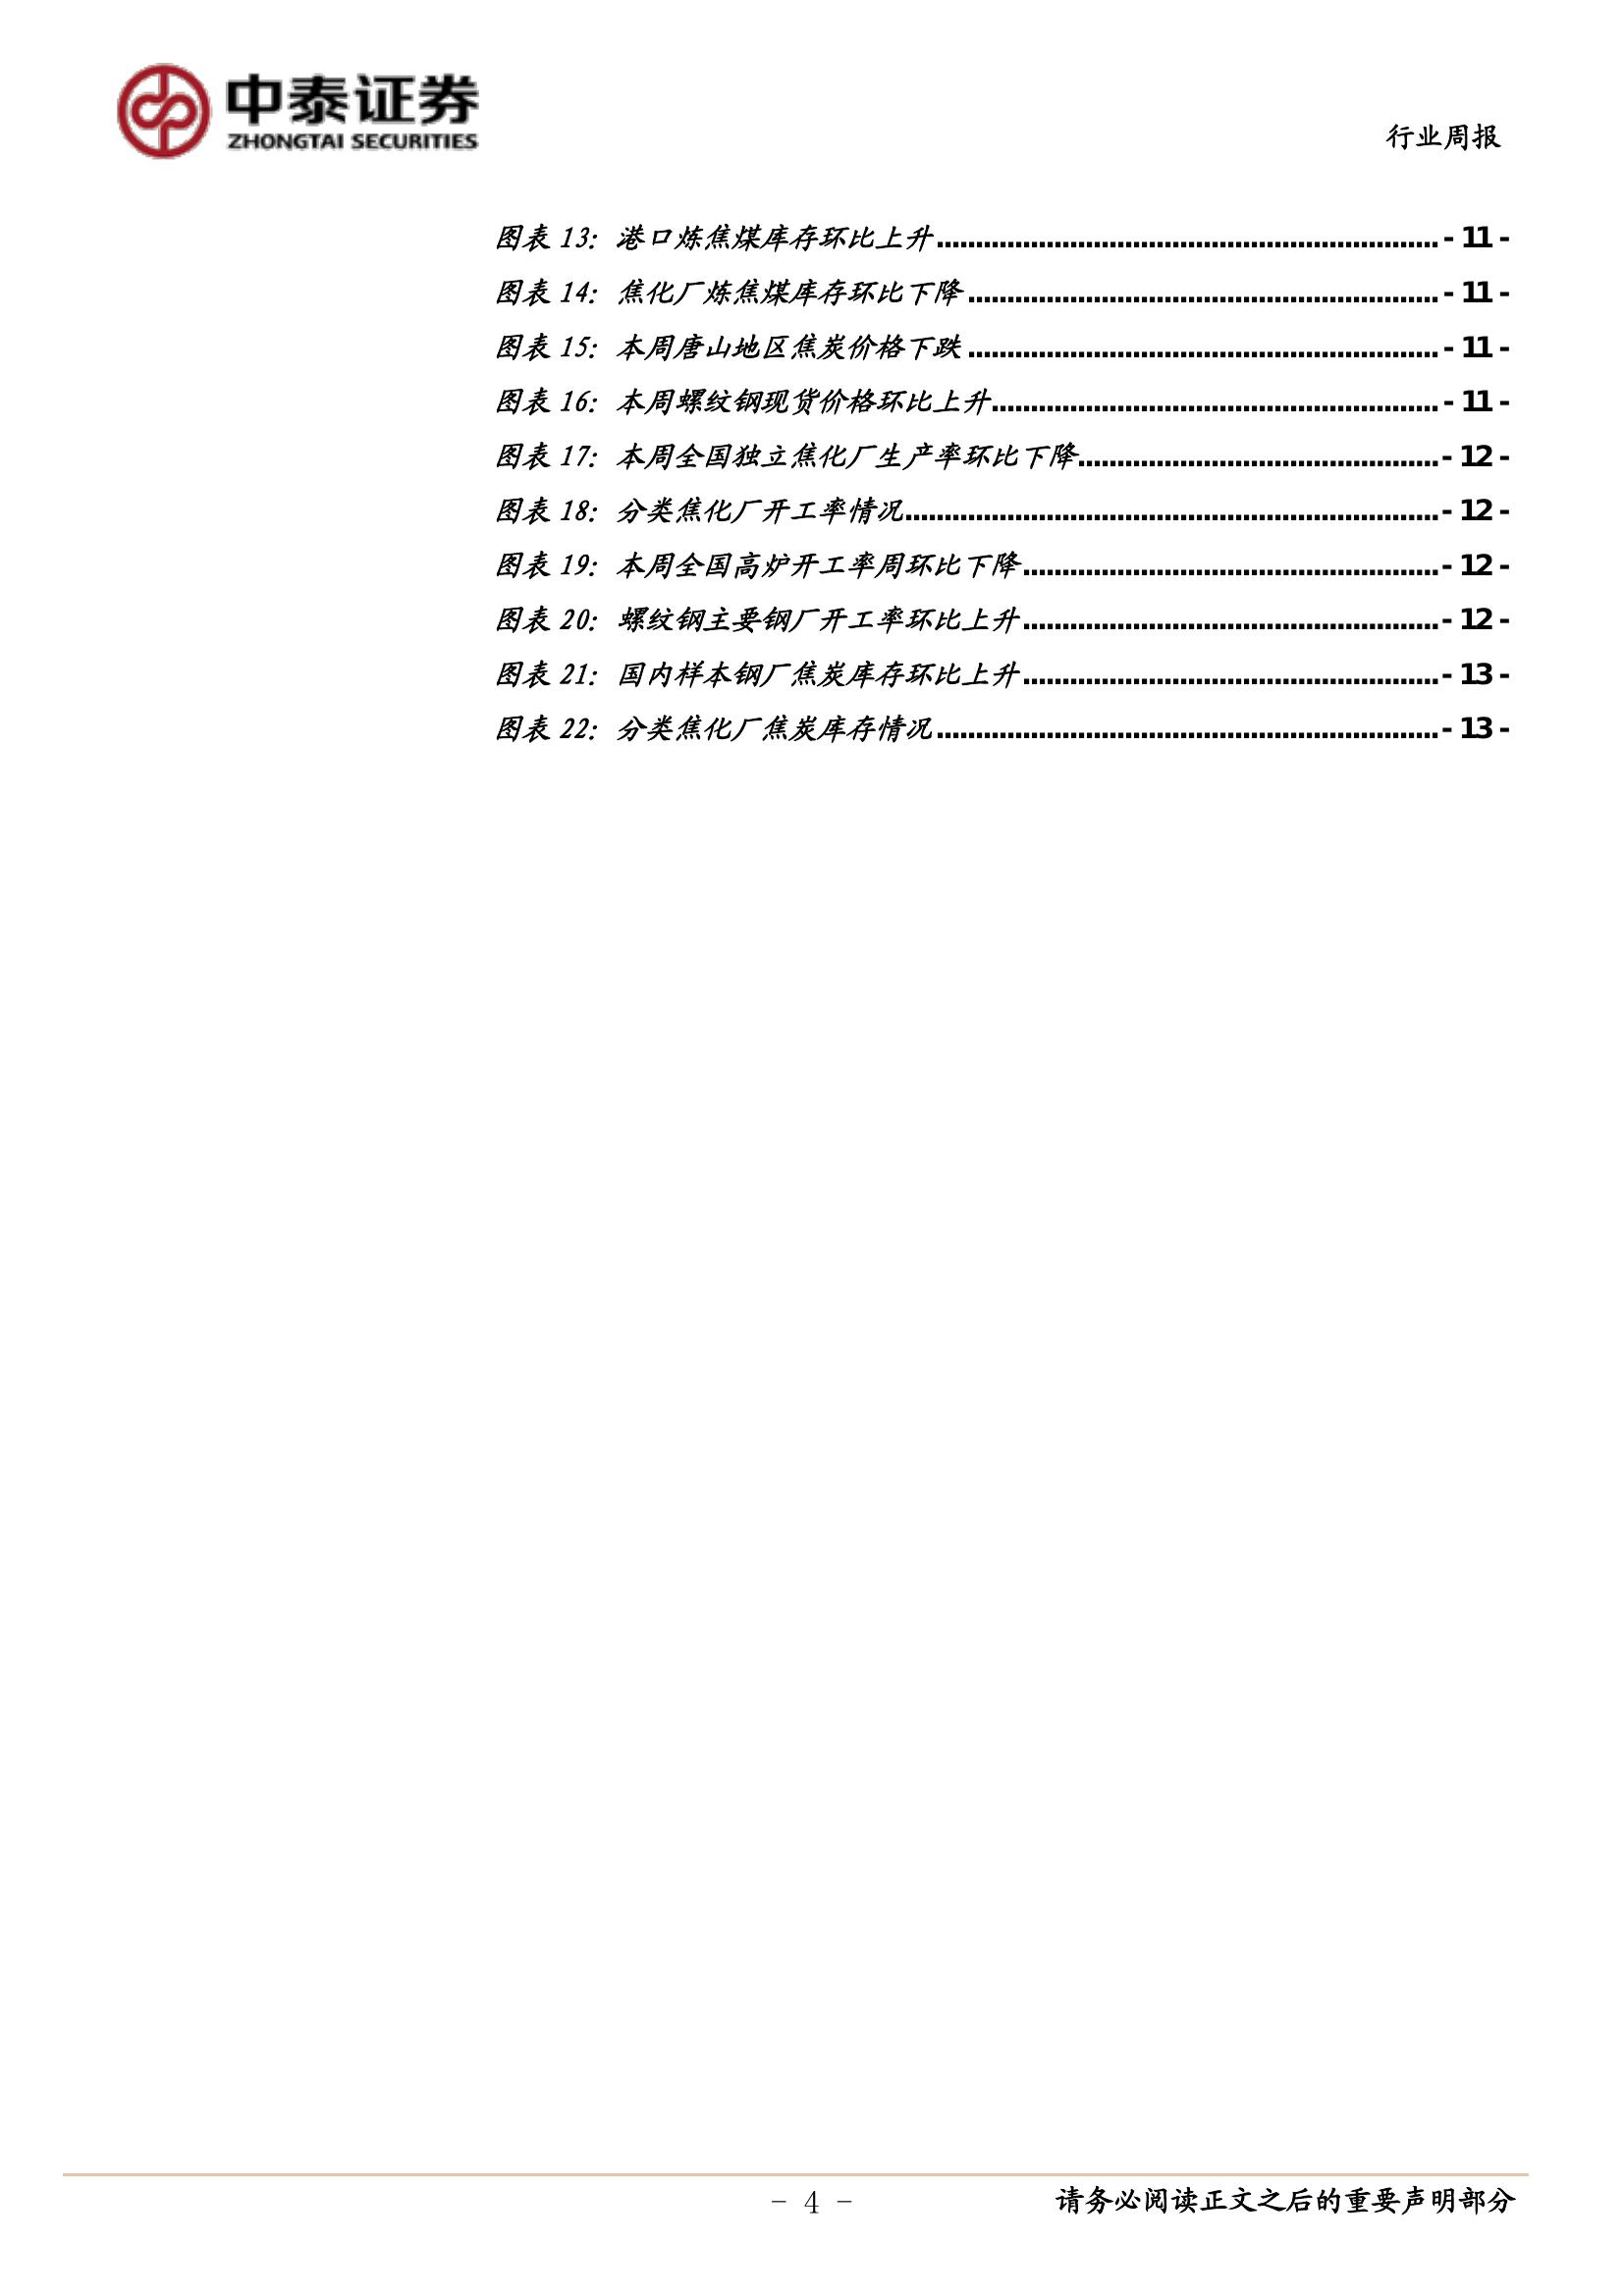 中泰证券
ZHONGTAI SECURITIES
行业周报
图表 13：港口炼焦煤库存环比上升................................................................- 11 -
图表 14：焦化厂炼焦煤库存环比下降............................................................- 11 -
图表 15：本周唐山地区焦炭价格下跌............................................................- 11 -
图表 16：本周螺纹钢现货价格环比上升.........................................................- 11 -
图表 17：本周全国独立焦化厂生产率环比下降..............................................- 12 -
图表 18：分类焦化厂开工率情况....................................................................- 12 -
图表 19：本周全国高炉开工率周环比下降.....................................................- 12 -
图表 20：螺纹钢主要钢厂开工率环比上升.....................................................- 12 -
图表 21：国内样本钢厂焦炭库存环比上升.....................................................- 13 -
图表 22：分类焦化厂焦炭库存情况................................................................- 13 -
- 4 -
请务必阅读正文之后的重要声明部分